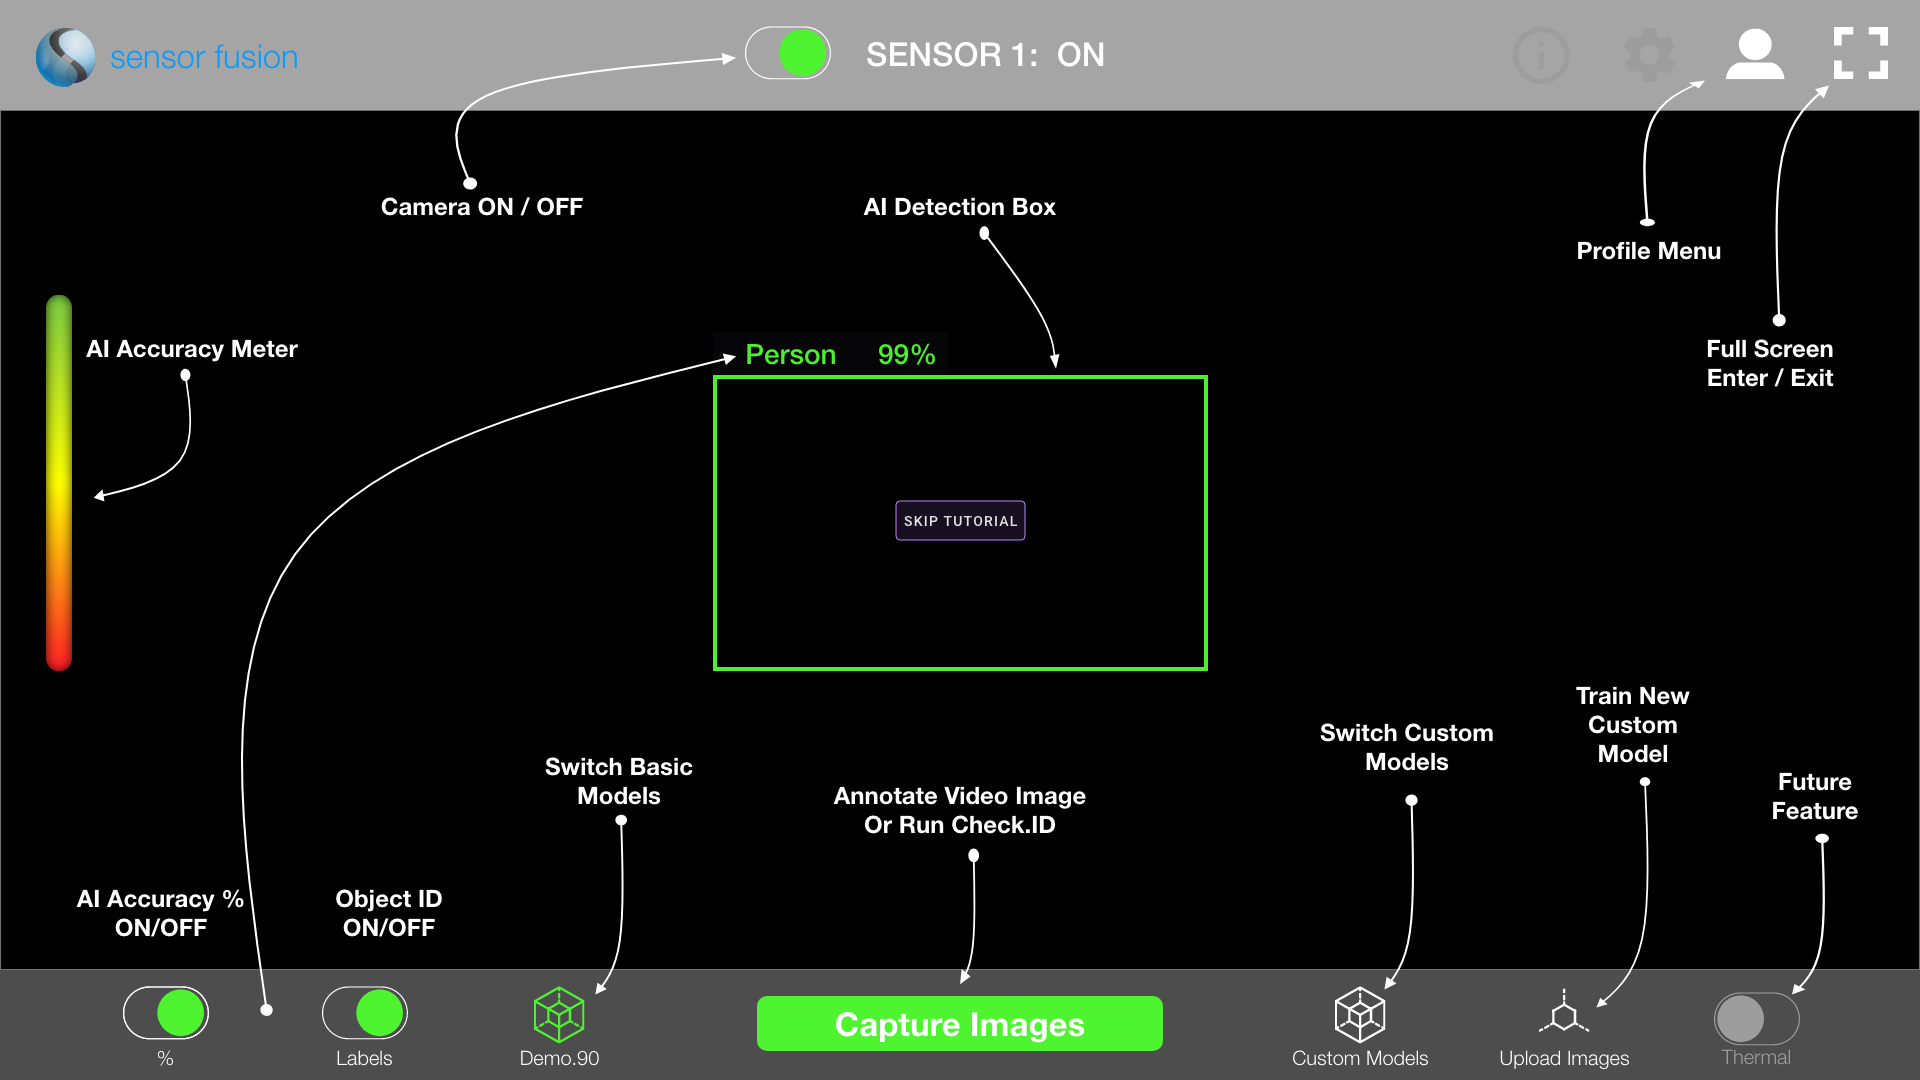 sensor fusion
SENSOR 1: ON
Camera ON / OFF
AI Detection Box
Profile Menu
AI Accuracy Meter
Person 99%
Full Screen
Enter / Exit
SKIP TUTORIAL
Switch Basic
Models
Annotate Video Image
Or Run Check.ID
Switch Custom
Models
Train New
Custom
Model
Future
Feature
AI Accuracy %
ON/OFF
Object ID
ON/OFF
%
Labels
Demo.90
Capture Images
Custom Models
Upload Images
Thermal